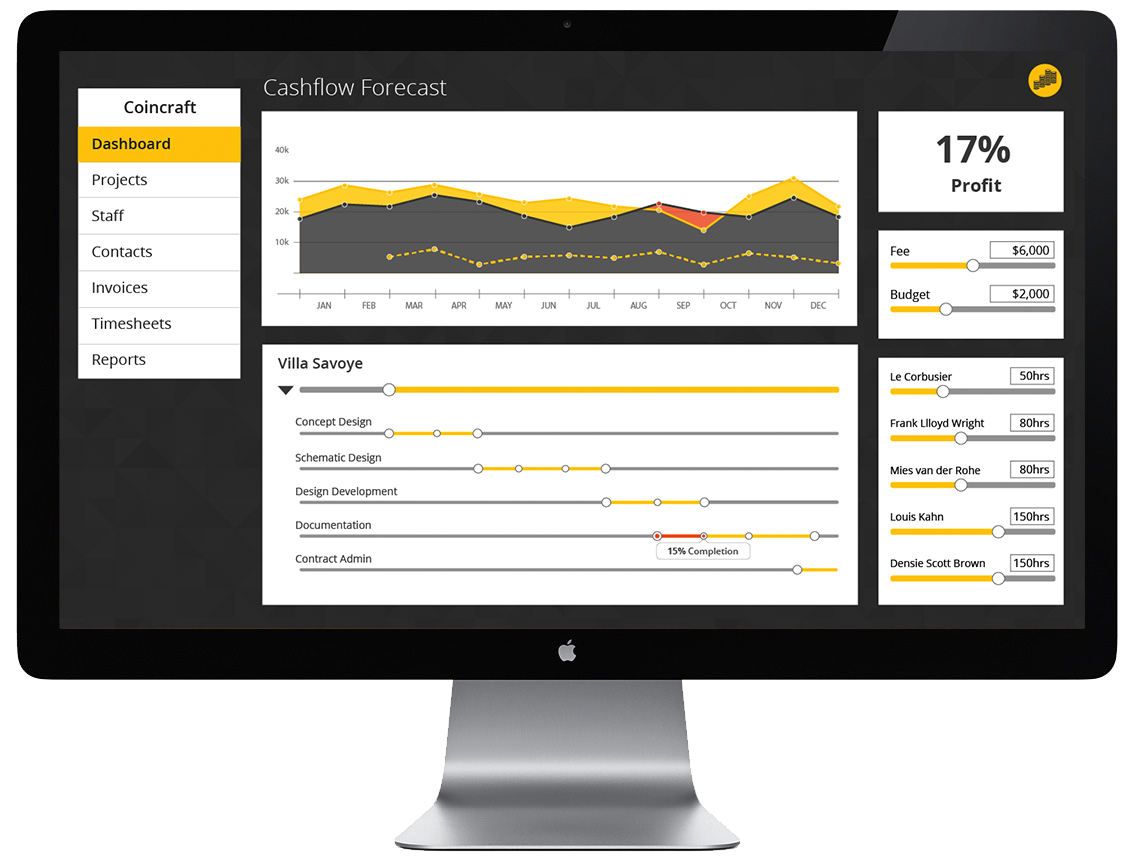 Coincraft
Dashboard
Projects
Staff
Contacts
Invoices
Timesheets
Reports
Cashflow Forecast
40k
30k
20k
10k
JAN FEB MAR APR MAY JUN JUL AUG SEP OCT NOV DEC
Villa Savoye
Concept Design
Schematic Design
Design Development
Documentation
15% Completion
Contract Admin
17%
Profit
Fee $6,000
Budget $2,000
Le Corbusier 50hrs
Frank Llloyd Wright 80hrs
Mies van der Rohe 80hrs
Louis Kahn 150hrs
Densie Scott Brown 150hrs